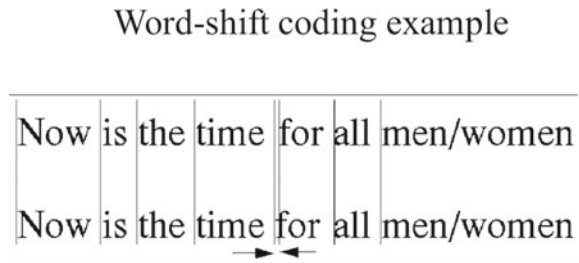 Word-shift coding example
Now is the time for all men/women
Now is the time for all men/women